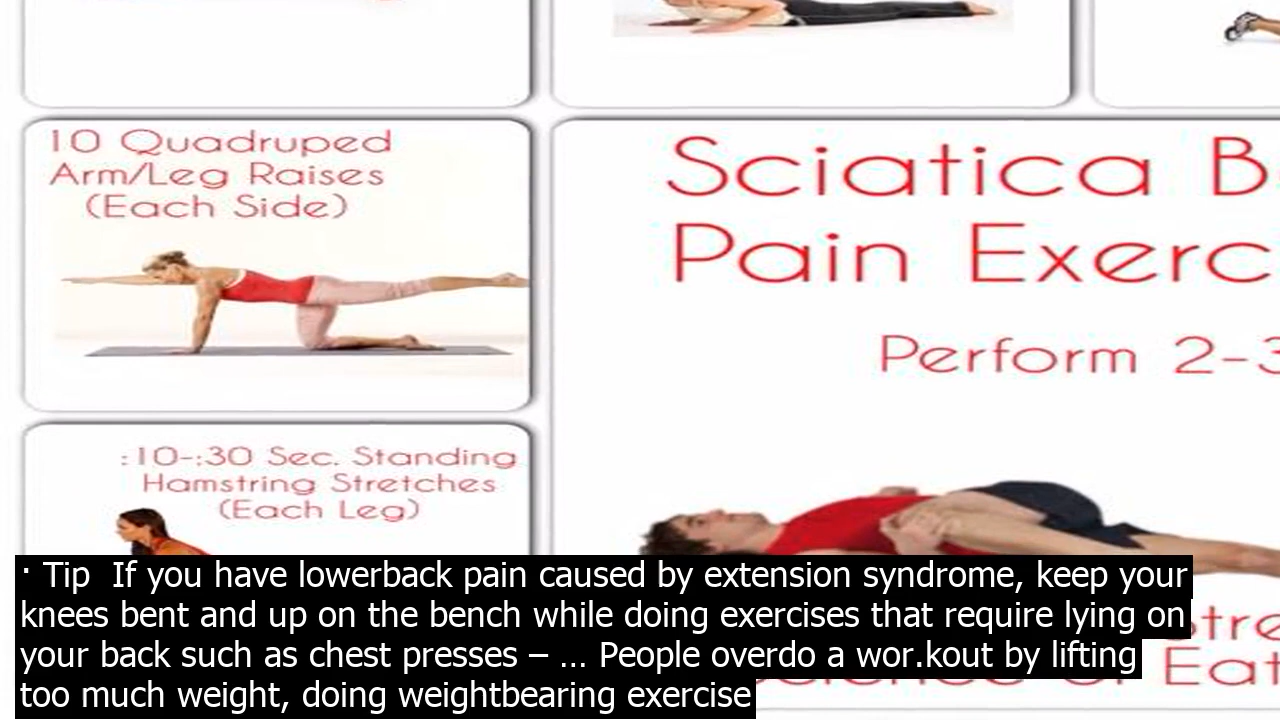 10 Quadruped
Arm/Leg Raises
(Each Side)
Sciatica B
Pain Exerc
Perform 2-3
:10-:30 Sec. Standing
Hamstring Stretches
(Each Leg)
· Tip  If you have lowerback pain caused by extension syndrome, keep your
knees bent and up on the bench while doing exercises that require lying on
your back such as chest presses – ... People overdo a wor.kout by lifting
too much weight, doing weightbearing exercise